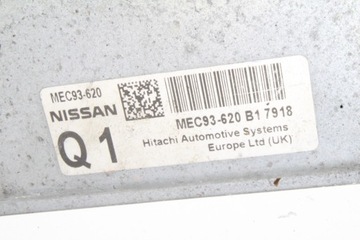 MEC93-620
NISSAN
Q1
MEC93-620 B1 7918
Hitachi Automotive Systems
Europe Ltd (UK)